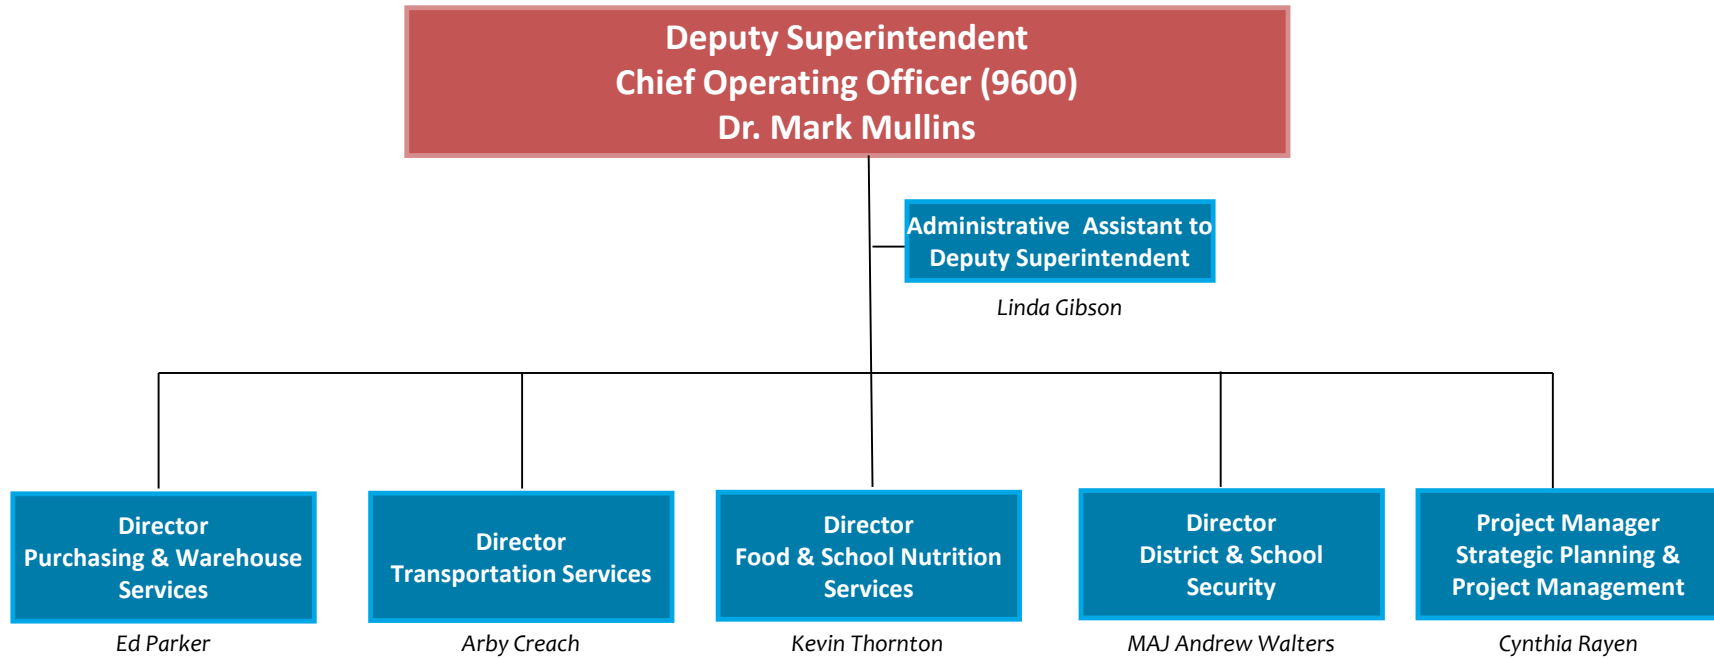 Deputy Superintendent
Chief Operating Officer (9600)
Dr. Mark Mullins
Administrative Assistant to
Deputy Superintendent
Linda Gibson
Director
Purchasing & Warehouse
Services
Ed Parker
Director
Transportation Services
Arby Creach
Director
Food & School Nutrition
Services
Kevin Thornton
Director
District & School
Security
MAJ Andrew Walters
Project Manager
Strategic Planning &
Project Management
Cynthia Rayen